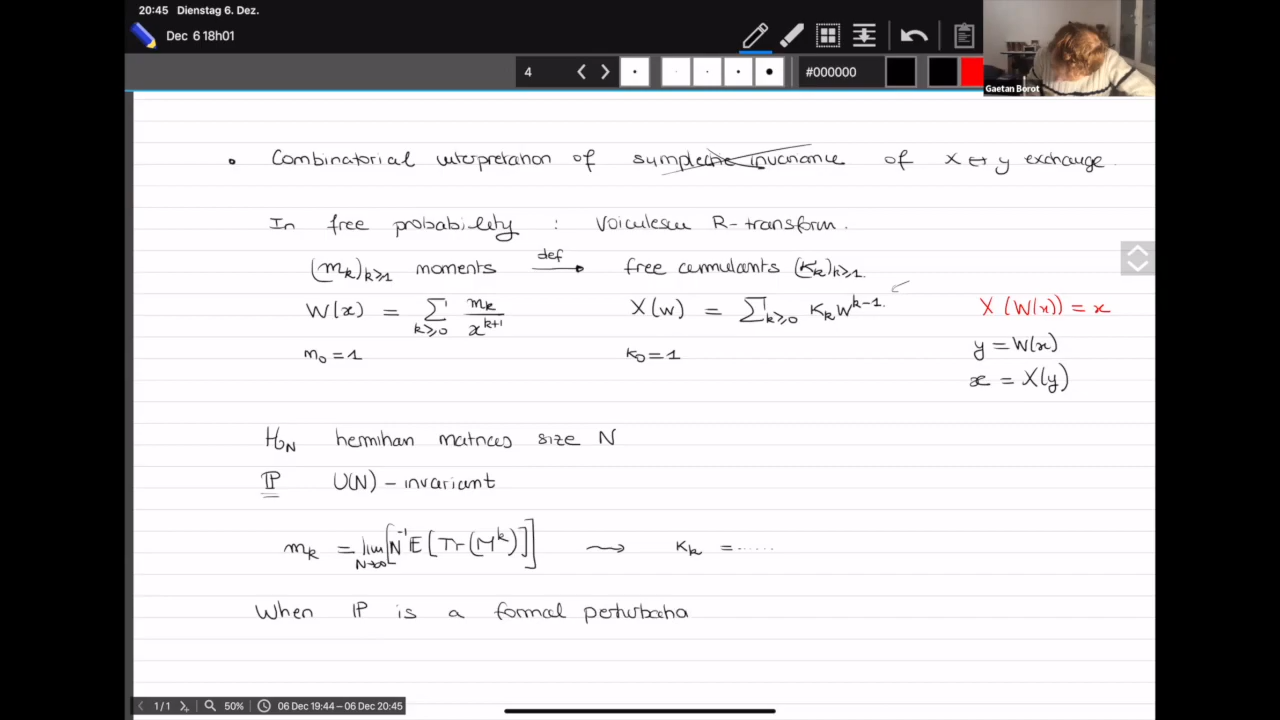 20:45 Dienstag 6. Dez.
Dec 6 18h01
4
#000000
Gaetan Borot
• Combinatorial interpretation of symplectic invariance of x ↔ y exchange
In free probability : Voiculescu R-transform.
(m_k)_{k≥1} moments —def→ free cumulants (κ_k)_{k≥1}.
W(x) = Σ_{k≥0} m_k / x^{k+1} X(w) = Σ_{k≥0} κ_k w^{k-1}. X(W(x)) = x
m_0 = 1 κ_0 = 1 y = W(x)
x = X(y)
H_N hermitian matrices size N
ℙ U(N) - invariant
m_k = lim_{N→∞} [N^{-1} 𝔼[Tr(M^k)]] ⇝ κ_k = ......
When ℙ is a formal perturbatio
1/1 50% 06 Dec 19:44 – 06 Dec 20:45